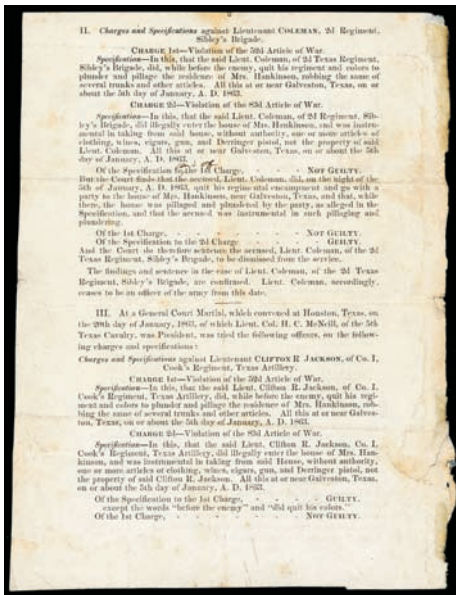 II. Charges and Specifications against Lieutenant COLEMAN, 2d Regiment,
Sibley's Brigade.
CHARGE 1st—Violation of the 52d Article of War.
Specification—In this, that the said Lieut. Coleman, of 2d Texas Regiment,
Sibley's Brigade, did, while before the enemy, quit his regiment and colors to
plunder and pillage the residence of Mrs. Hankinson, robbing the same of
several trunks and other articles. All this at or near Galveston, Texas, on or
about the 5th day of January, A. D. 1863.
CHARGE 2d—Violation of the 83d Article of War.
Specification—In this, that the said Lieut. Coleman, of 2d Regiment, Sib-
ley's Brigade, did illegally enter the house of Mrs. Hankinson, and was instru-
mental in taking from said house, without authority, one or more articles of
clothing, wines, cigars, gun, and Derringer pistol, not the property of said
Lieut. Coleman. All this at or near Galveston, Texas, on or about the 5th
day of January, A. D. 1863.
Of the Specification to the 1st Charge, - - - NOT GUILTY.
But the Court finds that the accused, Lieut. Coleman, did, on the night of the
5th of January, A. D. 1863, quit his regimental encampment and go with a
party to the house of Mrs. Hankinson, near Galveston, Texas, and that, while
there, the house was pillaged and plundered by the party, as alleged in the
Specification, and that the accused was instrumental in such pillaging and
plundering.
Of the 1st Charge, - - - - - - - NOT GUILTY.
Of the Specification to the 2d Charge - - - - GUILTY.
And the Court do therefore sentence the accused, Lieut. Coleman, of the 2d
Texas Regiment, Sibley's Brigade, to be dismissed from the service.
The findings and sentence in the case of Lieut. Coleman, of the 2d Texas
Regiment, Sibley's Brigade, are confirmed. Lieut. Coleman, accordingly,
ceases to be an officer of the army from this date.
III. At a General Court Martial, which convened at Houston, Texas, on
the 20th day of January, 1863, of which Lieut. Col. H. C. McNeill, of the 5th
Texas Cavalry, was President, was tried the following officers, on the follow-
ing charges and specifications:
Charges and Specifications against Lieutenant CLIFTON R JACKSON, of Co. I,
Cook's Regiment, Texas Artillery.
CHARGE 1st—Violation of the 52d Article of War.
Specification—In this, that the said Lieut. Clifton R. Jackson, of Co. I.
Cook's Regiment, Texas Artillery, did, while before the enemy, quit his regi-
ment and colors to plunder and pillage the residence of Mrs. Hankinson, rob-
bing the same of several trunks and other articles. All this at or near Galves-
ton, Texas, on or about the 5th day of January, A. D. 1863.
CHARGE 2d—Violation of the 83d Article of War.
Specification—In this, that the said Lieut. Clifton R. Jackson, Co. I.
Cook's Regiment, Texas Artillery, did illegally enter the house of Mrs. Han-
kinson, and was instrumental in taking from said House, without authority,
one or more articles of clothing, wines, cigars, gun, and Derringer pistol, not
the property of said Clifton R. Jackson. All this at or near Galveston, Texas,
on or about the 5th day of January, A. D. 1863.
Of the Specification to the 1st Charge, - - - - GUILTY.
except the words "before the enemy" and "did quit his colors."
Of the 1st Charge, - - - - - - - NOT GUILTY.